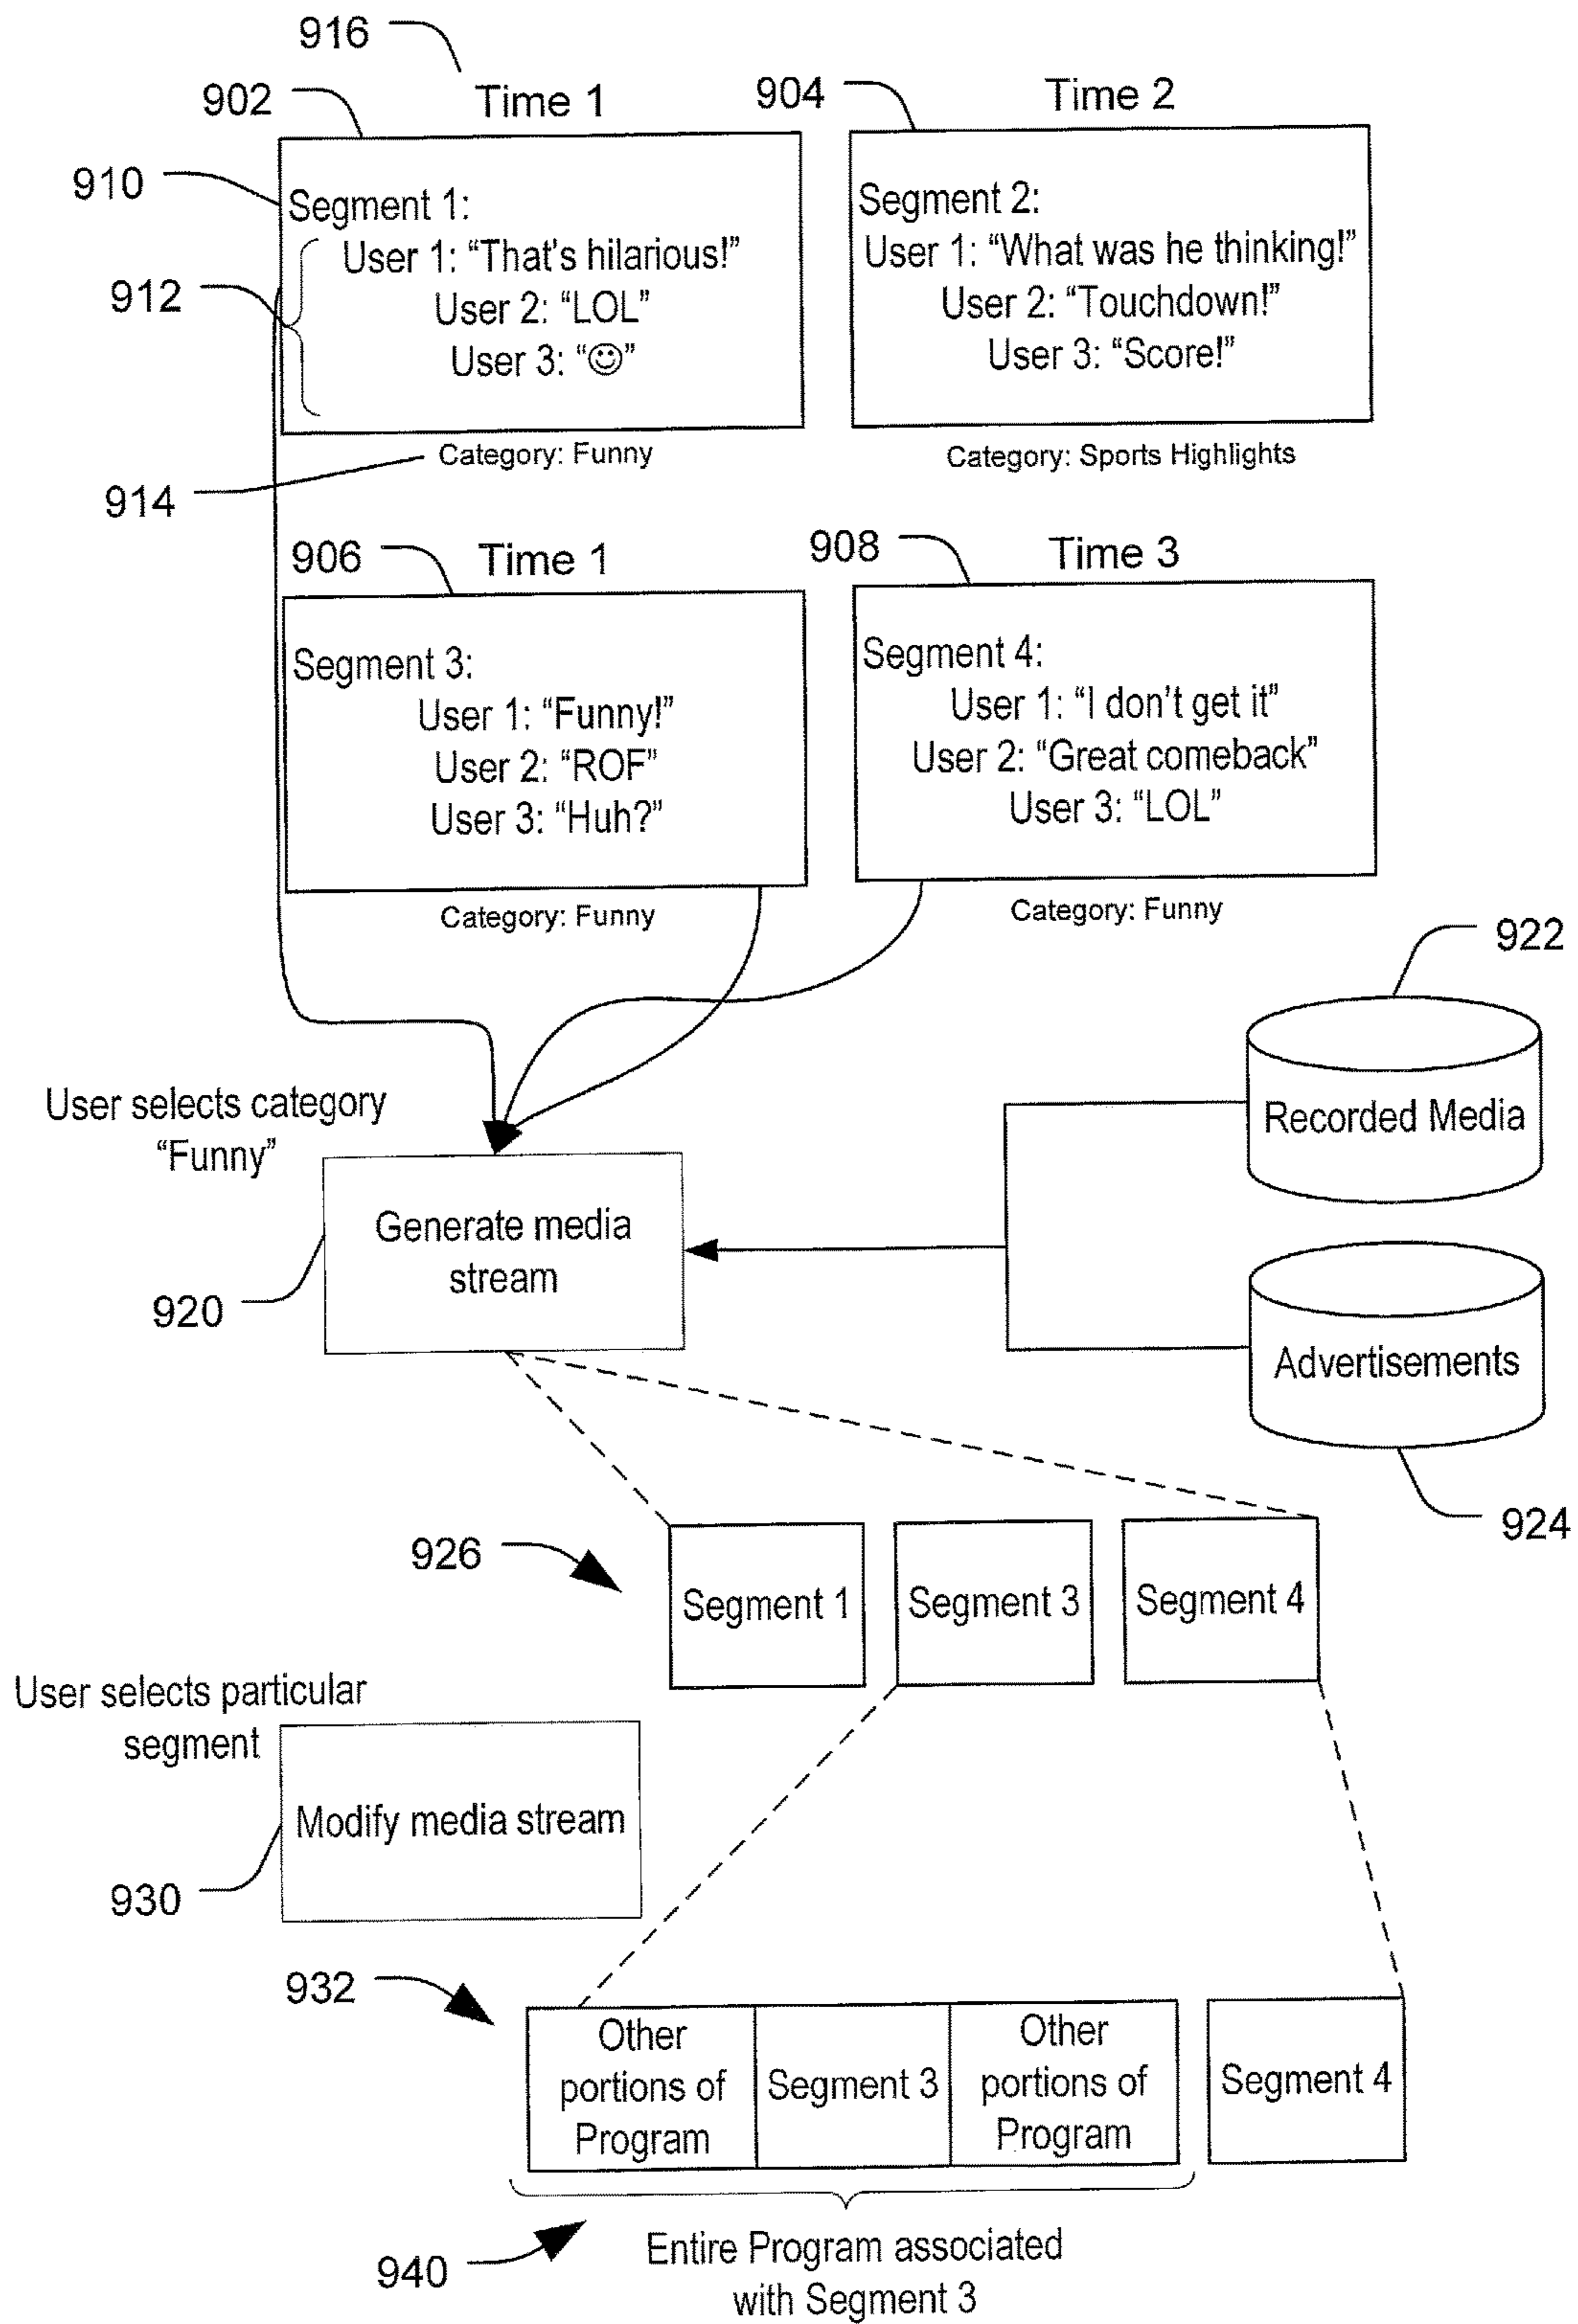 916
902
Time 1
904
Time 2
910
Segment 1:
User 1: “That's hilarious!”
912
User 2: “LOL”
User 3: “☺”
Category: Funny
914
Segment 2:
User 1: “What was he thinking!”
User 2: “Touchdown!”
User 3: “Score!”
Category: Sports Highlights
906
Time 1
908
Time 3
Segment 3:
User 1: “Funny!”
User 2: “ROF”
User 3: “Huh?”
Category: Funny
Segment 4:
User 1: “I don't get it”
User 2: “Great comeback”
User 3: “LOL”
Category: Funny
922
Recorded Media
User selects category
“Funny”
Generate media
stream
920
Advertisements
924
926
Segment 1
Segment 3
Segment 4
User selects particular
segment
Modify media stream
930
932
Other
portions of
Program
Segment 3
Other
portions of
Program
Segment 4
940
Entire Program associated
with Segment 3